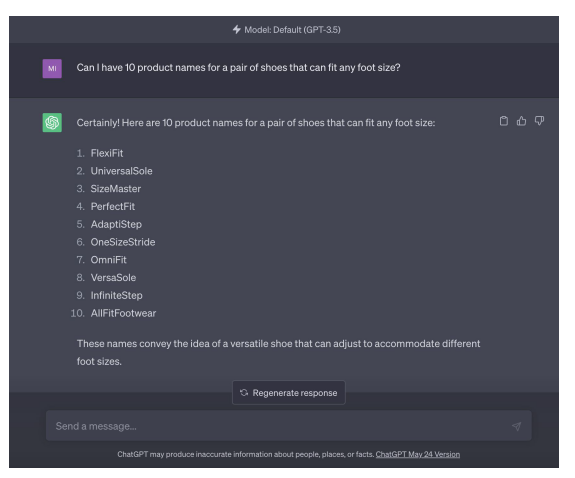 Model: Default (GPT-3.5)
MI
Can I have 10 product names for a pair of shoes that can fit any foot size?
Certainly! Here are 10 product names for a pair of shoes that can fit any foot size:
1. FlexiFit
2. UniversalSole
3. SizeMaster
4. PerfectFit
5. AdaptiStep
6. OneSizeStride
7. OmniFit
8. VersaSole
9. InfiniteStep
10. AllFitFootwear
These names convey the idea of a versatile shoe that can adjust to accommodate different
foot sizes.
Regenerate response
Send a message...
ChatGPT may produce inaccurate information about people, places, or facts. ChatGPT May 24 Version